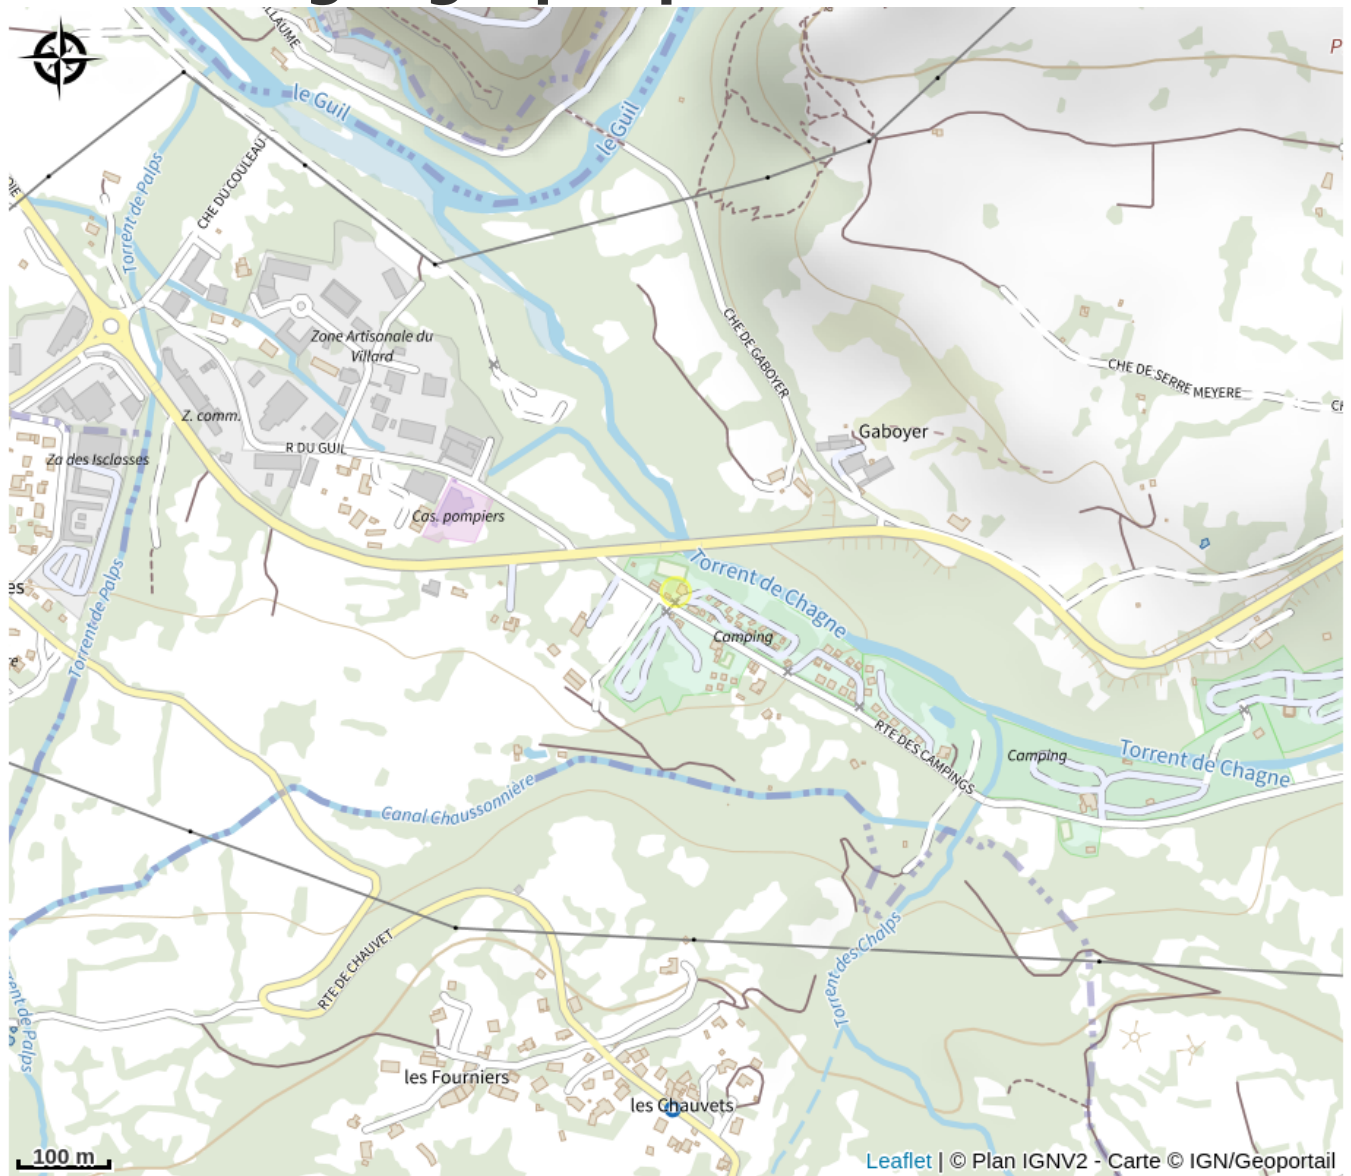 le Guil
le Guil
Torrent de Palps
CHE DU COULEAU
Zone Artisanale du
Villard
CHE DE GABOYER
CHE DE SERRE MEYERE
Z. comm.
Gaboyer
R DU GUIL
Za des Isclasses
Cas. pompiers
Torrent de Chagne
Torrent de Palps
Camping
RTE DES CAMPINGS
Camping
Torrent de Chagne
Canal Chaussonnière
RTE DE CHAUVET
Torrent des Chalps
les Fourniers
les Chauvets
100 m
Leaflet | © Plan IGNV2 - Carte © IGN/Geoportail